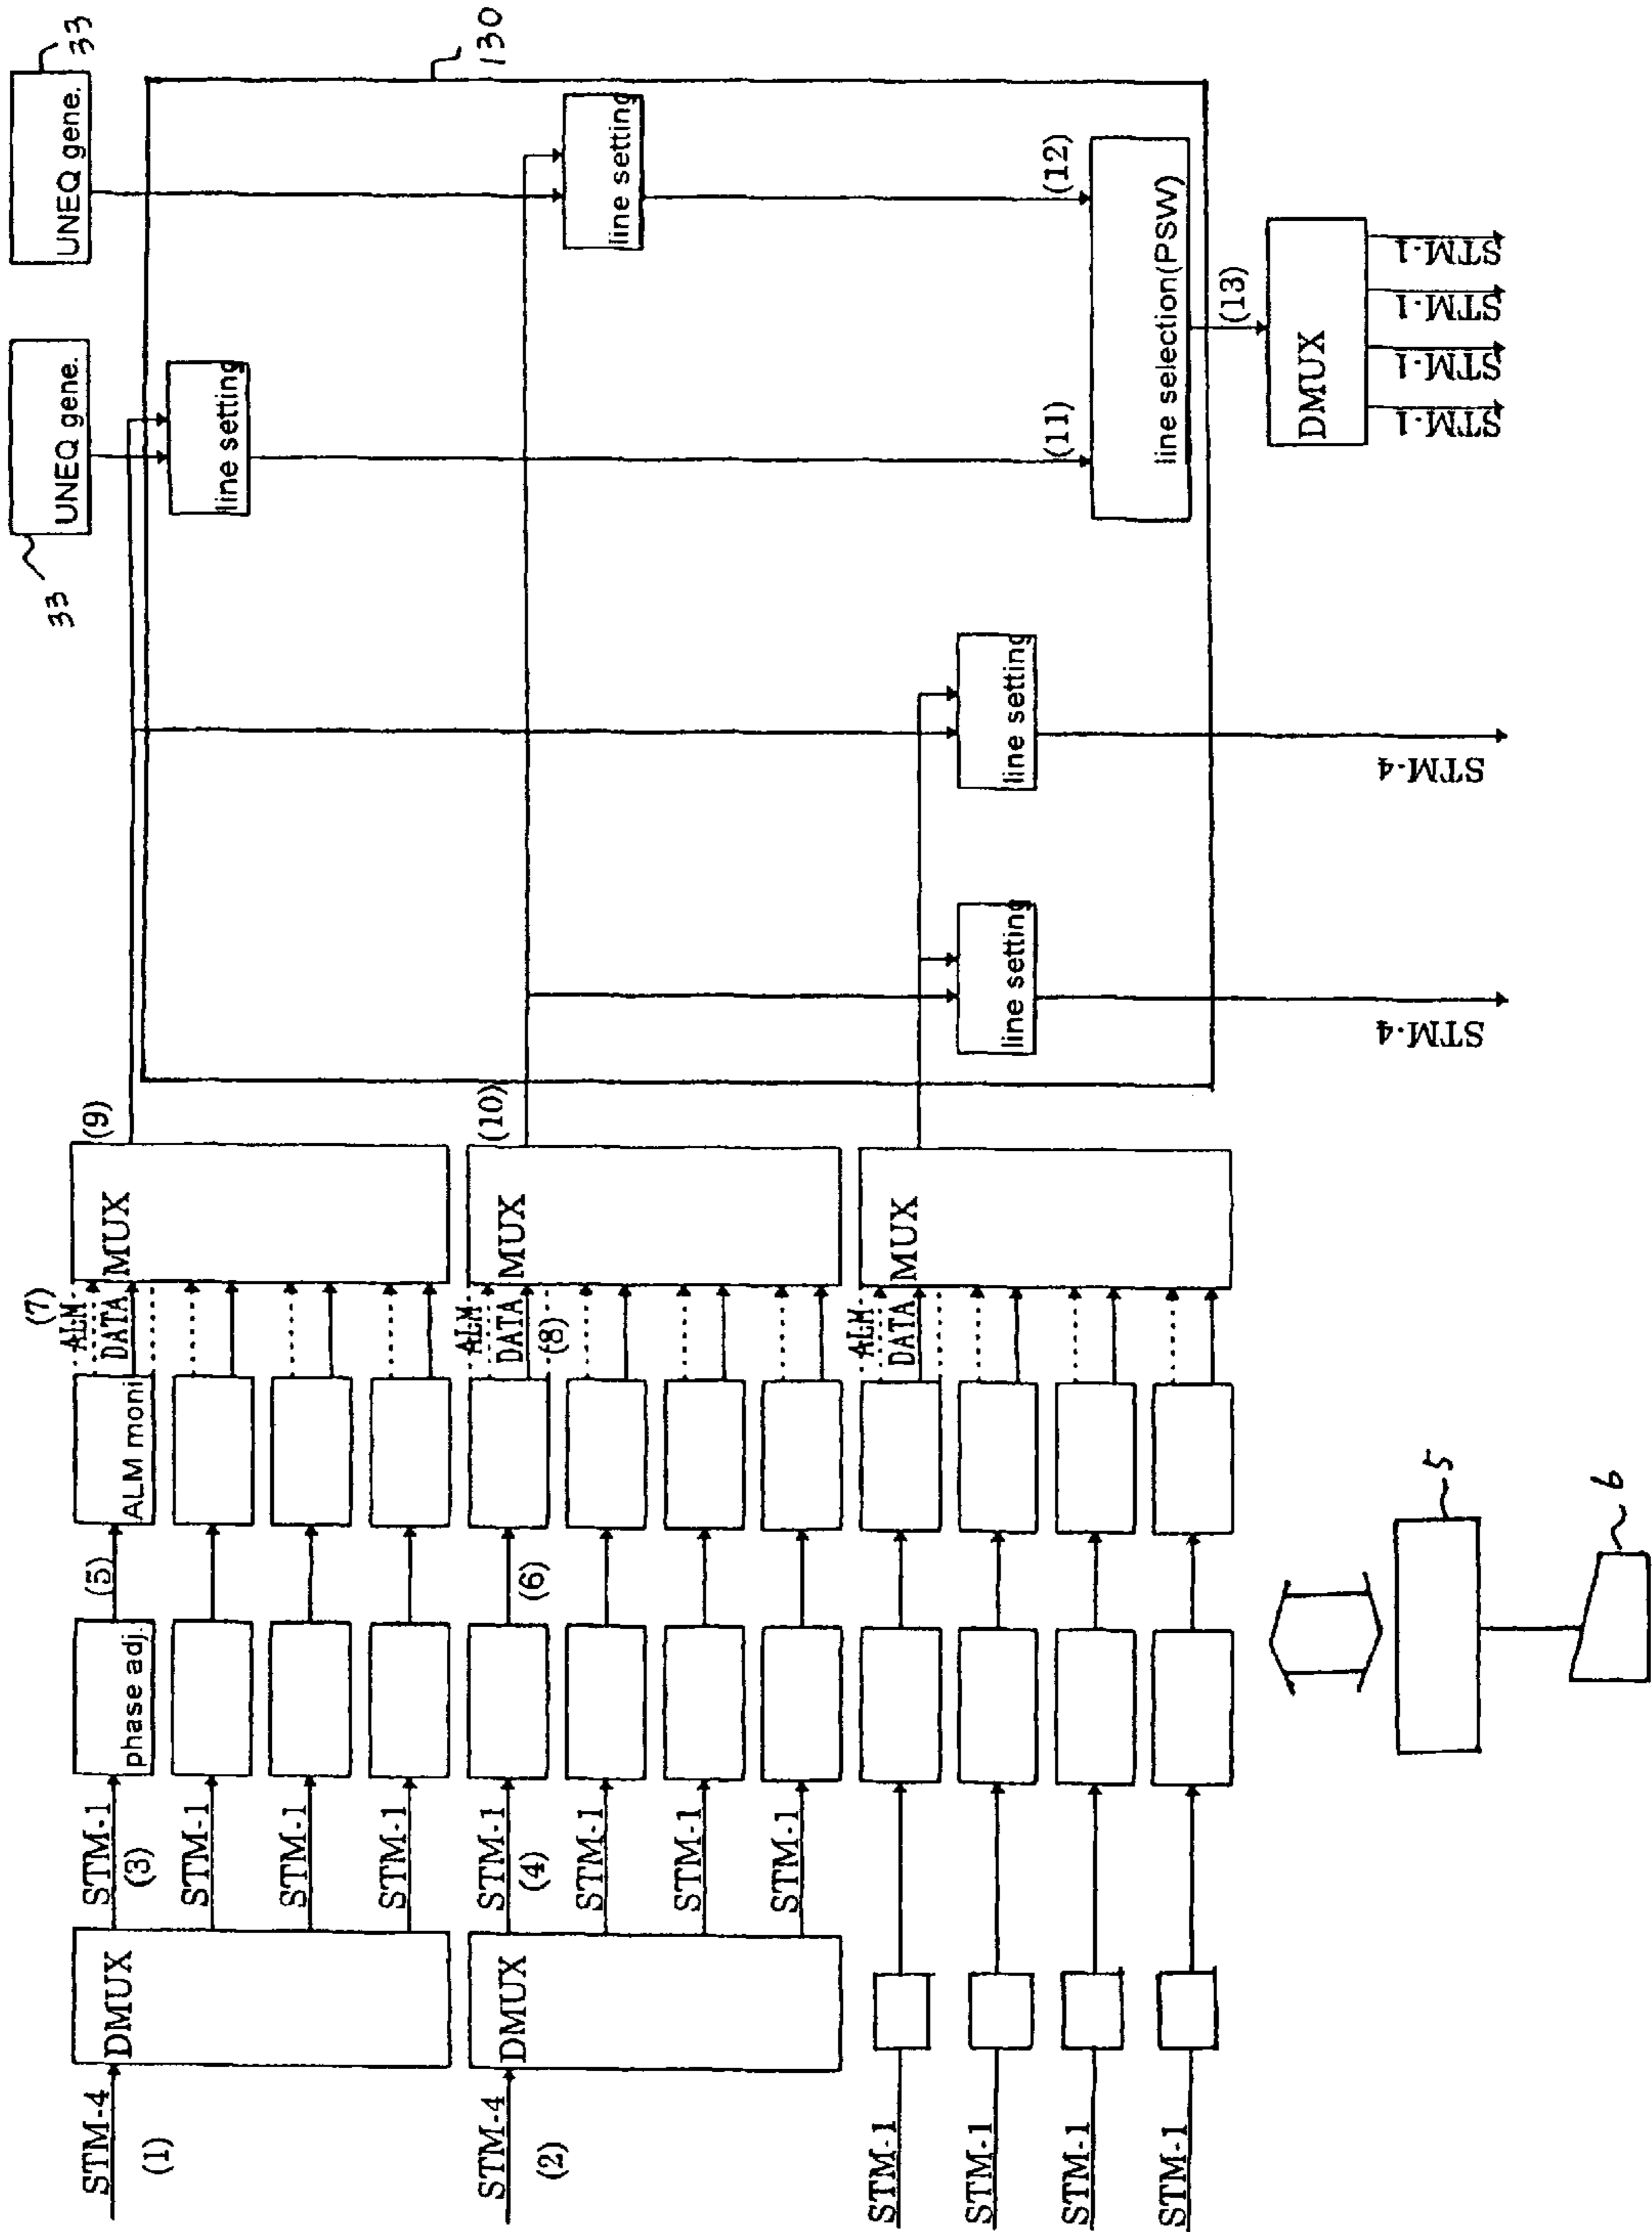 STM-4
(1)
DMUX
STM-1
(3)
STM-1
STM-1
STM-1
phase adj.
(5)
ALM moni
(7)
ALM
DATA
MUX
(9)
STM-4
(2)
DMUX
STM-1
(4)
STM-1
STM-1
STM-1
(6)
ALM
DATA
(8)
MUX
(10)
STM-1
STM-1
STM-1
STM-1
ALM
DATA
MUX
5
6
33
UNEQ gene.
UNEQ gene.
33
130
line setting
line setting
line setting
line setting
(11)
(12)
line selection(PSW)
(13)
DMUX
STM-4
STM-4
STM-1
STM-1
STM-1
STM-1